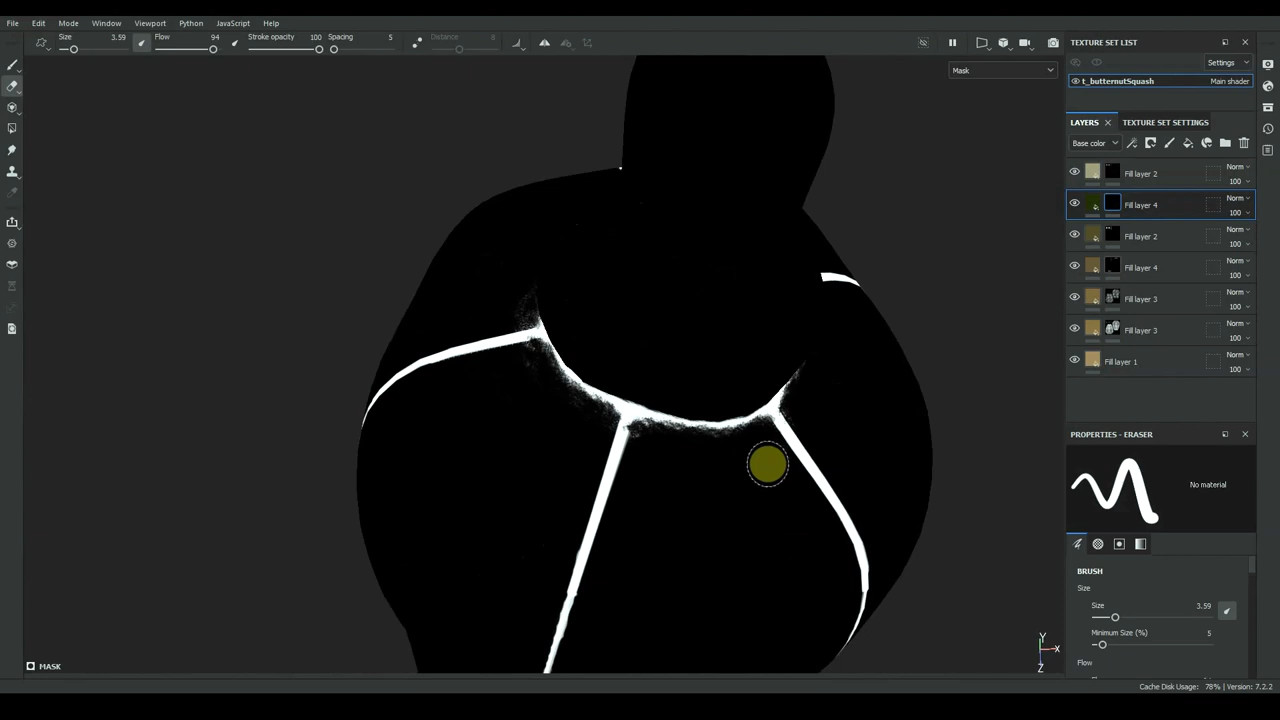 File Edit Mode Window Viewport Python JavaScript Help
Size 3.59 Flow 94 Stroke opacity 100 Spacing 5 Distance 8
Mask
TEXTURE SET LIST
Settings
t_butternutSquash Main shader
LAYERS TEXTURE SET SETTINGS
Base color
Fill layer 2 Norm 100
Fill layer 4 Norm 100
Fill layer 2 Norm 100
Fill layer 4 Norm 100
Fill layer 3 Norm 100
Fill layer 3 Norm 100
Fill layer 1 Norm 100
PROPERTIES - ERASER
No material
BRUSH
Size
Size 3.59
Minimum Size (%) 5
Flow
Y
X
Z
MASK
Cache Disk Usage: 78% | Version: 7.2.2